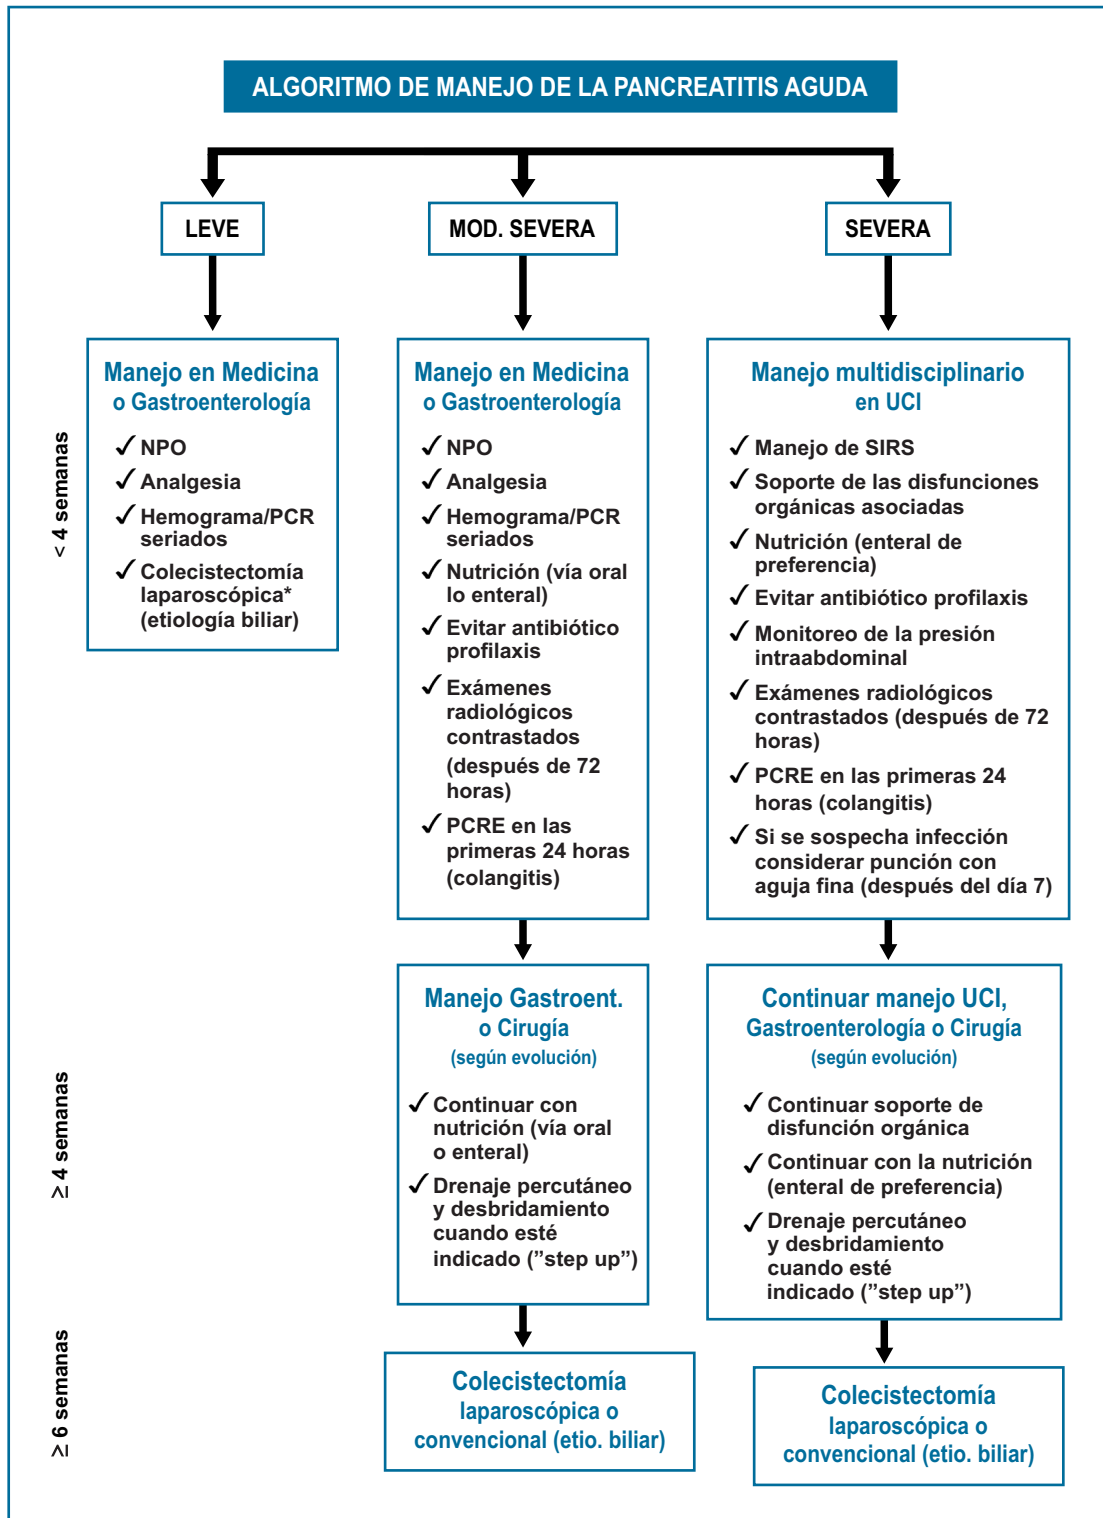 ALGORITMO DE MANEJO DE LA PANCREATITIS AGUDA
LEVE
MOD. SEVERA
SEVERA
< 4 semanas
Manejo en Medicina
o Gastroenterología
✓ NPO
✓ Analgesia
✓ Hemograma/PCR
seriados
✓ Colecistectomía
laparoscópica*
(etiología biliar)
Manejo en Medicina
o Gastroenterología
✓ NPO
✓ Analgesia
✓ Hemograma/PCR
seriados
✓ Nutrición (vía oral
lo enteral)
✓ Evitar antibiótico
profilaxis
✓ Exámenes
radiológicos
contrastados
(después de 72
horas)
✓ PCRE en las
primeras 24 horas
(colangitis)
Manejo multidisciplinario
en UCI
✓ Manejo de SIRS
✓ Soporte de las disfunciones
orgánicas asociadas
✓ Nutrición (enteral de
preferencia)
✓ Evitar antibiótico profilaxis
✓ Monitoreo de la presión
intraabdominal
✓ Exámenes radiológicos
contrastados (después de 72
horas)
✓ PCRE en las primeras 24
horas (colangitis)
✓ Si se sospecha infección
considerar punción con
aguja fina (después del día 7)
≥ 4 semanas
Manejo Gastroent.
o Cirugía
(según evolución)
✓ Continuar con
nutrición (vía oral
o enteral)
✓ Drenaje percutáneo
y desbridamiento
cuando esté
indicado (”step up”)
Continuar manejo UCI,
Gastroenterología o Cirugía
(según evolución)
✓ Continuar soporte de
disfunción orgánica
✓ Continuar con la nutrición
(enteral de preferencia)
✓ Drenaje percutáneo
y desbridamiento
cuando esté
indicado (”step up”)
≥ 6 semanas
Colecistectomía
laparoscópica o
convencional (etio. biliar)
Colecistectomía
laparoscópica o
convencional (etio. biliar)